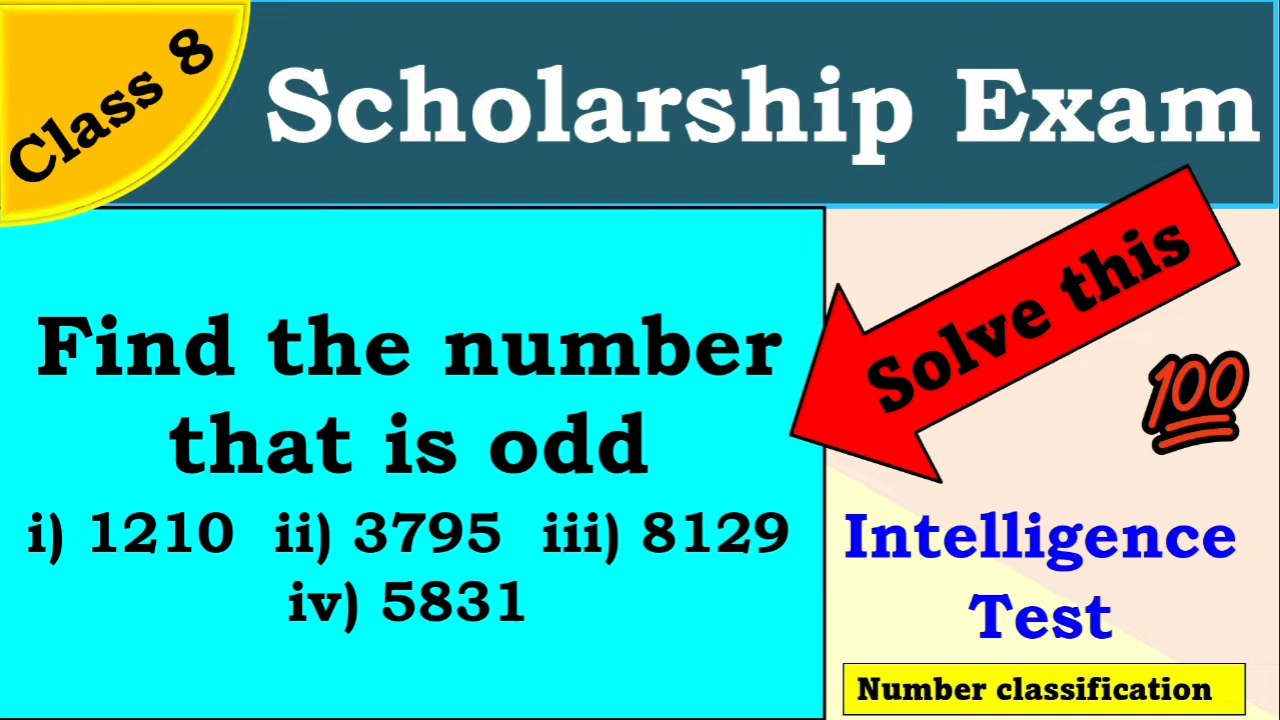 Class 8
Scholarship Exam
Find the number
that is odd
i) 1210 ii) 3795 iii) 8129
iv) 5831
Solve this
100
Intelligence
Test
Number classification